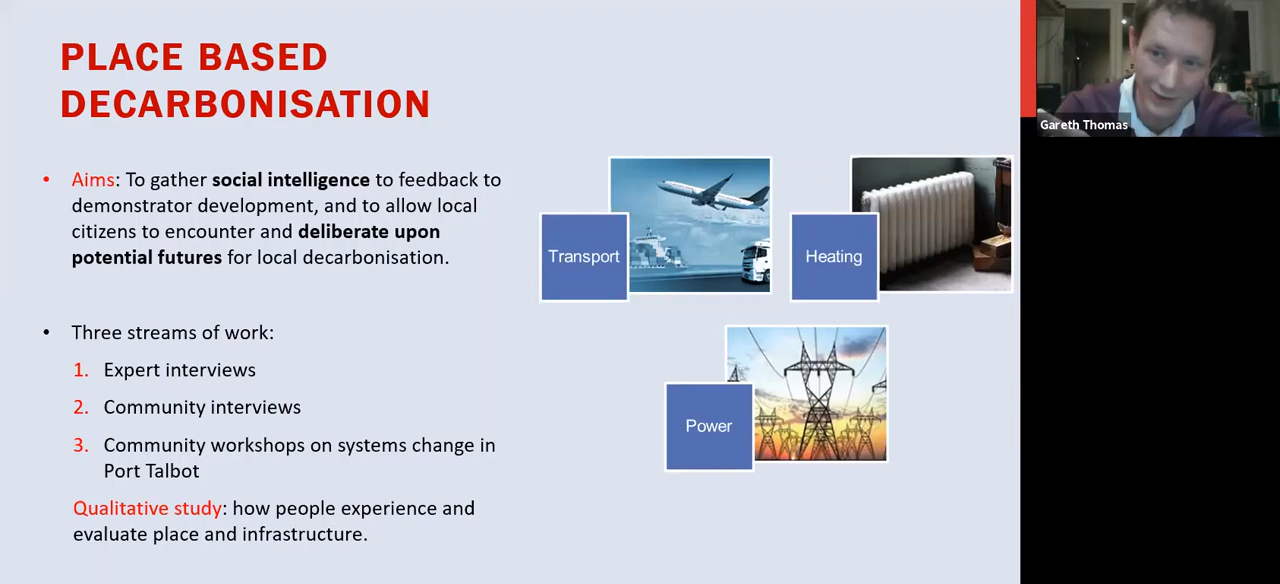 PLACE BASED
DECARBONISATION
• Aims: To gather social intelligence to feedback to
demonstrator development, and to allow local
citizens to encounter and deliberate upon
potential futures for local decarbonisation.
• Three streams of work:
1. Expert interviews
2. Community interviews
3. Community workshops on systems change in
Port Talbot
Qualitative study: how people experience and
evaluate place and infrastructure.
Transport
Heating
Power
Gareth Thomas